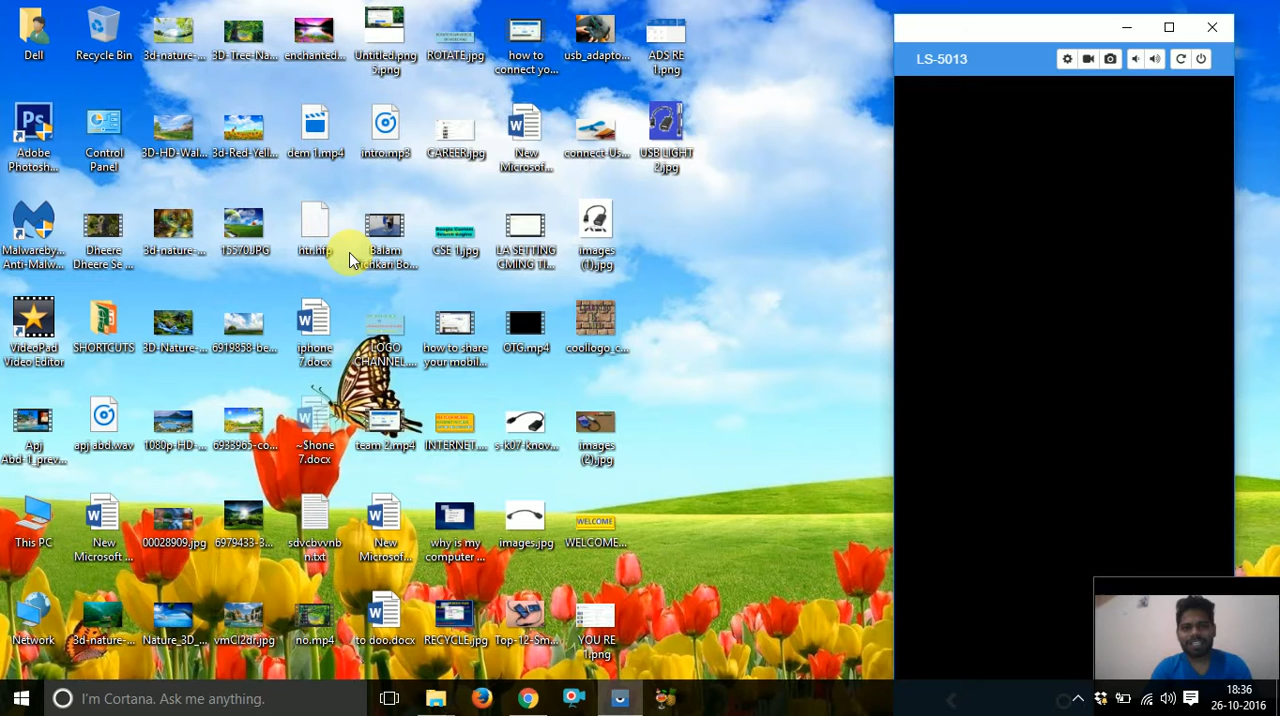 LS-5013
Dell
Recycle Bin
3d-nature-...
3d-Tree-Na...
enchanted...
Untitled.png
5.png
ROTATE.jpg
how to
connect yo...
usb_adapto...
ADS RE
1.png
Adobe
Photosh...
Control
Panel
3D-HD-Wal...
3d-Red-Yell...
dem 1.mp4
intro.mp3
CAREER.jpg
New
Microsof...
connect-Us...
USB LIGHT
2.jpg
Malwareby...
Anti-Malw...
Dheere
Dheere Se ...
3d-nature-...
15570.JPG
htr.hfp
Balam
Pichkari Bo...
CSE 1.jpg
LA SETTING
CMING TI...
images
(1).jpg
VideoPad
Video Editor
SHORTCUTS
3D-Nature-...
6919858-be...
iphone
7.docx
LOGO
CHANNEL....
how to share
your mobil...
OTG.mp4
coollogo_c...
Apj
Abd-1_prev...
apj abd.wav
1080p-HD-...
6933965-co...
~$hone
7.docx
team 2.mp4
INTERNET....
s-k07-knov...
images
(2).jpg
This PC
New
Microsoft ...
00028909.jpg
6979433-3...
sdvcbvvnb
n.txt
New
Microsof...
why is my
computer ...
images.jpg
WELCOME
WELCOME...
Network
3d-nature-...
Nature_3D_...
vmCl2df.jpg
no.mp4
to doo.docx
RECYCLE.jpg
Top-12-Sm...
YOU RE
1.png
I'm Cortana. Ask me anything.
18:36
26-10-2016